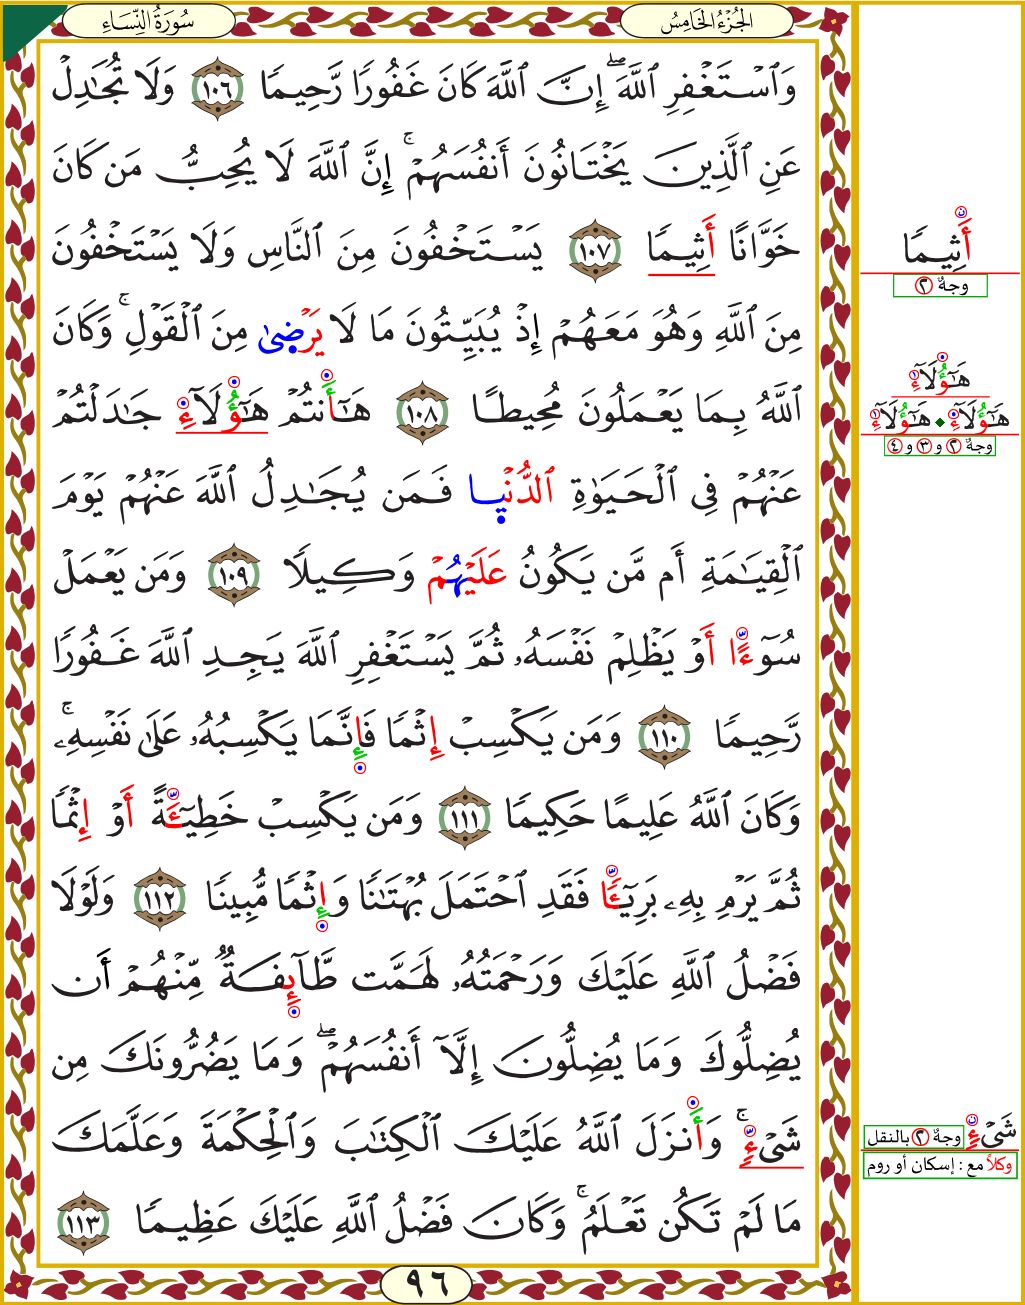 الجُزْءُ الخَامِسُ
سُورَةُ النِّسَاءِ
وَٱسۡتَغۡفِرِ ٱللَّهَۖ إِنَّ ٱللَّهَ كَانَ غَفُورٗا رَّحِيمٗا ١٠٦ وَلَا تُجَٰدِلۡ
عَنِ ٱلَّذِينَ يَخۡتَانُونَ أَنفُسَهُمۡۚ إِنَّ ٱللَّهَ لَا يُحِبُّ مَن كَانَ
خَوَّانًا أَثِيمٗا ١٠٧ يَسۡتَخۡفُونَ مِنَ ٱلنَّاسِ وَلَا يَسۡتَخۡفُونَ
مِنَ ٱللَّهِ وَهُوَ مَعَهُمۡ إِذۡ يُبَيِّتُونَ مَا لَا يَرۡضَىٰ مِنَ ٱلۡقَوۡلِۚ وَكَانَ
ٱللَّهُ بِمَا يَعۡمَلُونَ مُحِيطًا ١٠٨ هَٰٓأَنتُمۡ هَٰٓؤُلَآءِ جَٰدَلۡتُمۡ
عَنۡهُمۡ فِي ٱلۡحَيَوٰةِ ٱلدُّنۡيَا فَمَن يُجَٰدِلُ ٱللَّهَ عَنۡهُمۡ يَوۡمَ
ٱلۡقِيَٰمَةِ أَم مَّن يَكُونُ عَلَيۡهُمۡ وَكِيلٗا ١٠٩ وَمَن يَعۡمَلۡ
سُوٓءًا أَوۡ يَظۡلِمۡ نَفۡسَهُۥ ثُمَّ يَسۡتَغۡفِرِ ٱللَّهَ يَجِدِ ٱللَّهَ غَفُورٗا
رَّحِيمٗا ١١٠ وَمَن يَكۡسِبۡ إِثۡمٗا فَإِنَّمَا يَكۡسِبُهُۥ عَلَىٰ نَفۡسِهِۦۚ
وَكَانَ ٱللَّهُ عَلِيمًا حَكِيمٗا ١١١ وَمَن يَكۡسِبۡ خَطِيٓـَٔةً أَوۡ إِثۡمٗا
ثُمَّ يَرۡمِ بِهِۦ بَرِيٓـٔٗا فَقَدِ ٱحۡتَمَلَ بُهۡتَٰنٗا وَإِثۡمٗا مُّبِينٗا ١١٢ وَلَوۡلَا
فَضۡلُ ٱللَّهِ عَلَيۡكَ وَرَحۡمَتُهُۥ لَهَمَّت طَّآئِفَةٞ مِّنۡهُمۡ أَن
يُضِلُّوكَ وَمَا يُضِلُّونَ إِلَّآ أَنفُسَهُمۡۖ وَمَا يَضُرُّونَكَ مِن
شَيۡءٖۚ وَأَنزَلَ ٱللَّهُ عَلَيۡكَ ٱلۡكِتَٰبَ وَٱلۡحِكۡمَةَ وَعَلَّمَكَ
مَا لَمۡ تَكُن تَعۡلَمُۚ وَكَانَ فَضۡلُ ٱللَّهِ عَلَيۡكَ عَظِيمٗا ١١٣
٩٦
أَثِيمٗا
وجهٌ ٢
هَٰٓؤُلَآءِ
هَٰٓؤُلَآءِ ◆ هَٰٓؤُلَآءِ
وجهٌ ٢ و ٣ و ٤
شَيۡءٖ وجهٌ ٢ بالنقل
وكلاً مع : إسكان أو روم